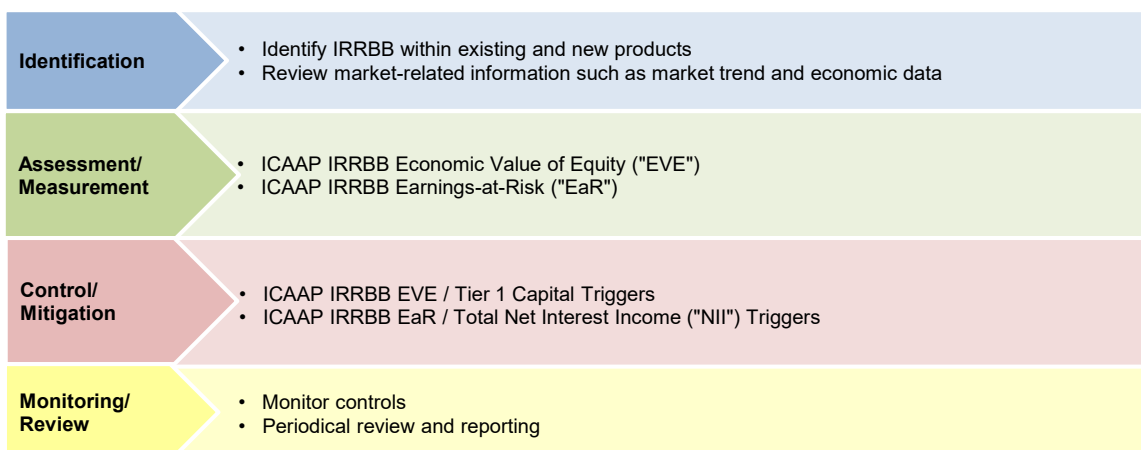 Identification
• Identify IRRBB within existing and new products
• Review market-related information such as market trend and economic data
Assessment/
Measurement
• ICAAP IRRBB Economic Value of Equity ("EVE")
• ICAAP IRRBB Earnings-at-Risk ("EaR")
Control/
Mitigation
• ICAAP IRRBB EVE / Tier 1 Capital Triggers
• ICAAP IRRBB EaR / Total Net Interest Income ("NII") Triggers
Monitoring/
Review
• Monitor controls
• Periodical review and reporting